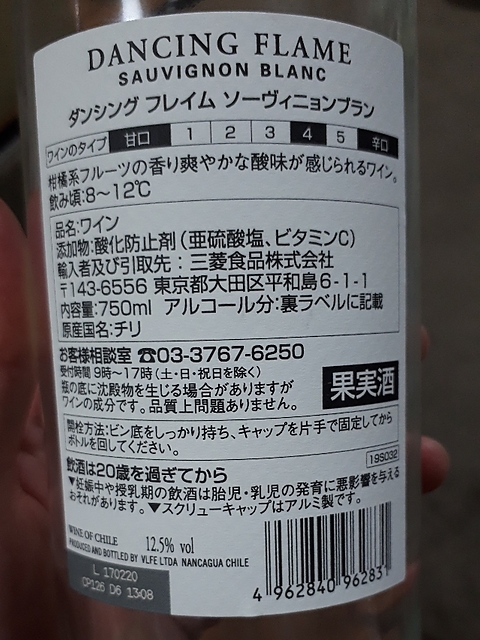 DANCING FLAME
SAUVIGNON BLANC
ダンシング フレイム ソーヴィニョンブラン
ワインのタイプ 甘口 1 2 3 4 5 辛口
柑橘系フルーツの香り爽やかな酸味が感じられるワイン。
飲み頃:8~12℃
品名:ワイン
添加物:酸化防止剤(亜硫酸塩、ビタミンC)
輸入者及び引取先:三菱食品株式会社
〒143-6556 東京都大田区平和島6-1-1
内容量:750ml アルコール分:裏ラベルに記載
原産国名:チリ
お客様相談室 ☎03-3767-6250
受付時間 9時~17時(土・日・祝日を除く)
瓶の底に沈殿物を生じる場合がありますが
ワインの成分です。品質上問題ありません。
果実酒
開栓方法:ビン底をしっかり持ち、キャップを片手で固定してから
ボトルを回してください。
19S032
飲酒は20歳を過ぎてから
▼妊娠中や授乳期の飲酒は胎児・乳児の発育に悪影響を与える
おそれがあります。▼スクリューキャップはアルミ製です。
WINE OF CHILE 12.5% vol
PRODUCED AND BOTTLED BY VLFE LTDA NANCAGUA CHILE
L 170220
CP126 D6 13:08
4 962840 962831